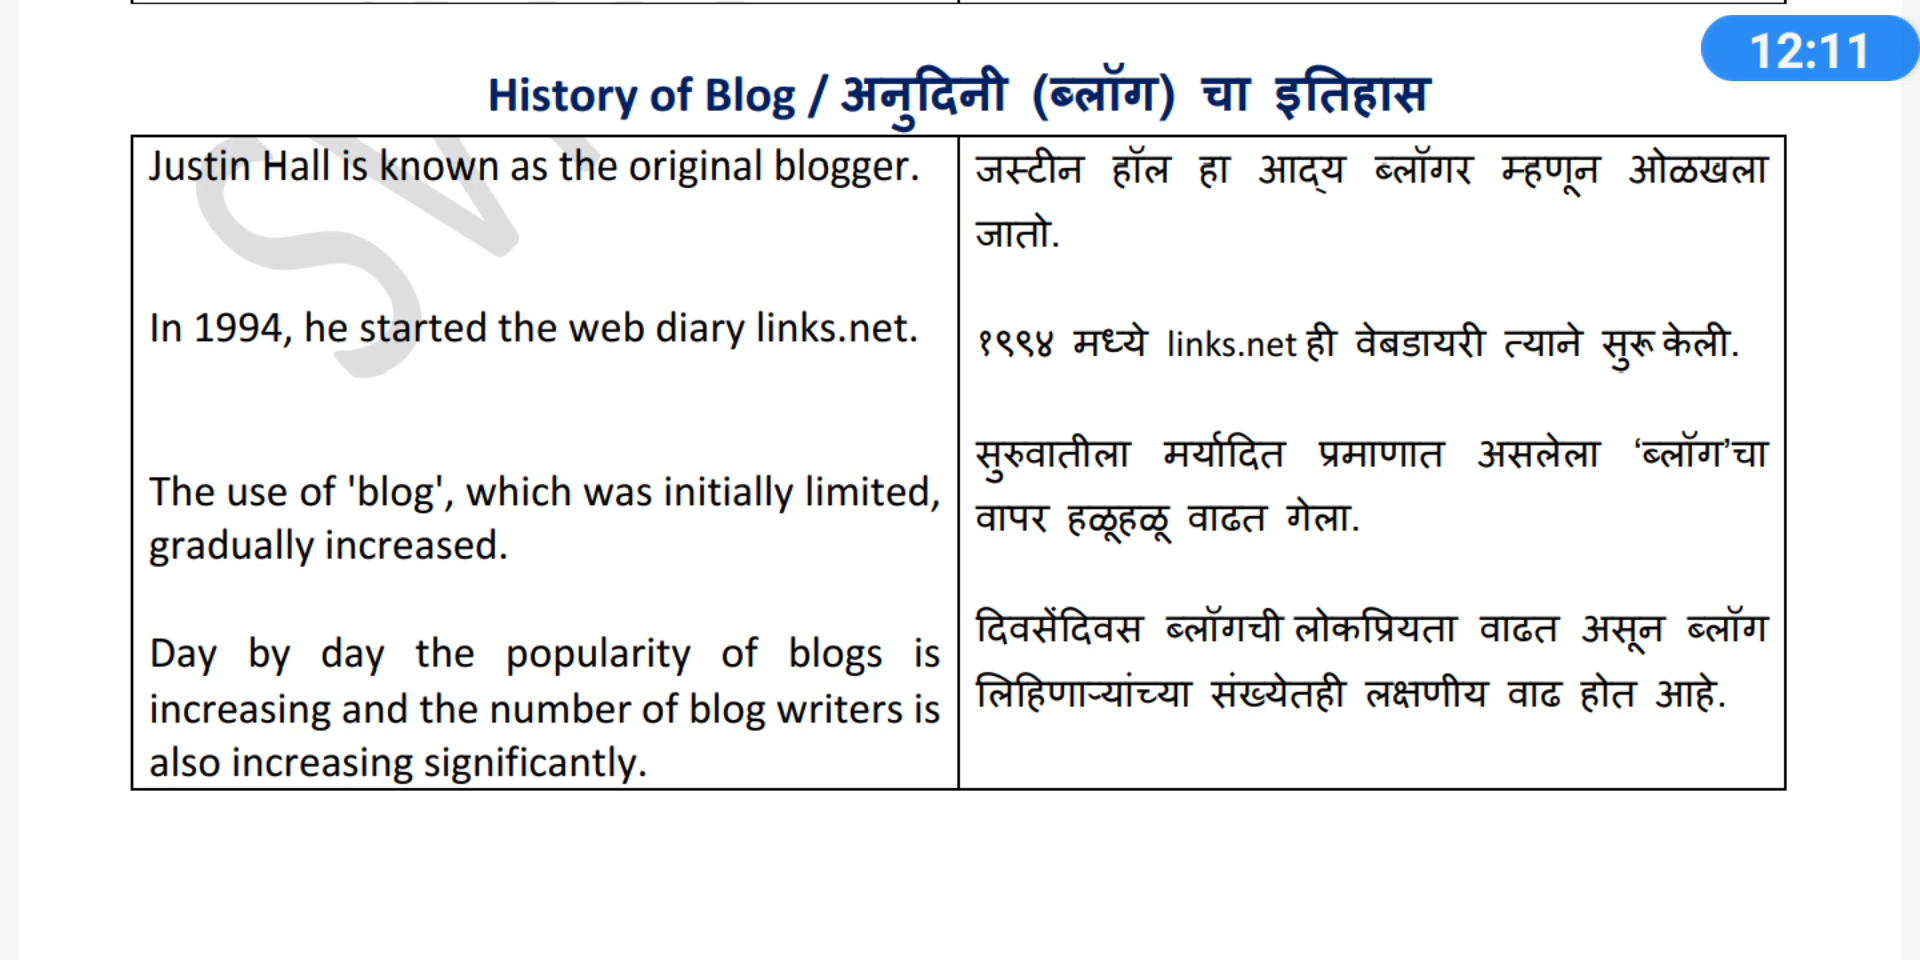 12:11
History of Blog / अनुदिनी (ब्लॉग) चा इतिहास
Justin Hall is known as the original blogger.
In 1994, he started the web diary links.net.
The use of 'blog', which was initially limited,
gradually increased.
Day by day the popularity of blogs is
increasing and the number of blog writers is
also increasing significantly.
जस्टीन हॉल हा आद्‌य ब्लॉगर म्हणून ओळखला
जातो.
१९९४ मध्ये links.net ही वेबडायरी त्याने सुरू केली.
सुरुवातीला मर्यादित प्रमाणात असलेला ‘ब्लॉग’चा
वापर हळूहळू वाढत गेला.
दिवसेंदिवस ब्लॉगची लोकप्रियता वाढत असून ब्लॉग
लिहिणाऱ्यांच्या संख्येतही लक्षणीय वाढ होत आहे.